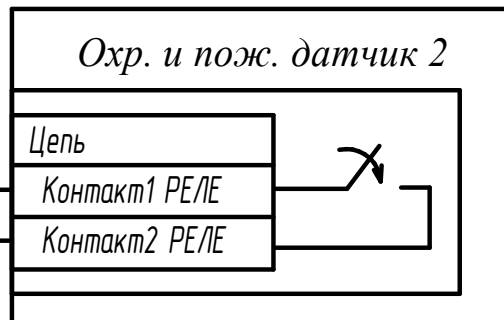 Охр. и пож. датчик 2
Цепь
Контакт1 РЕЛЕ
Контакт2 РЕЛЕ